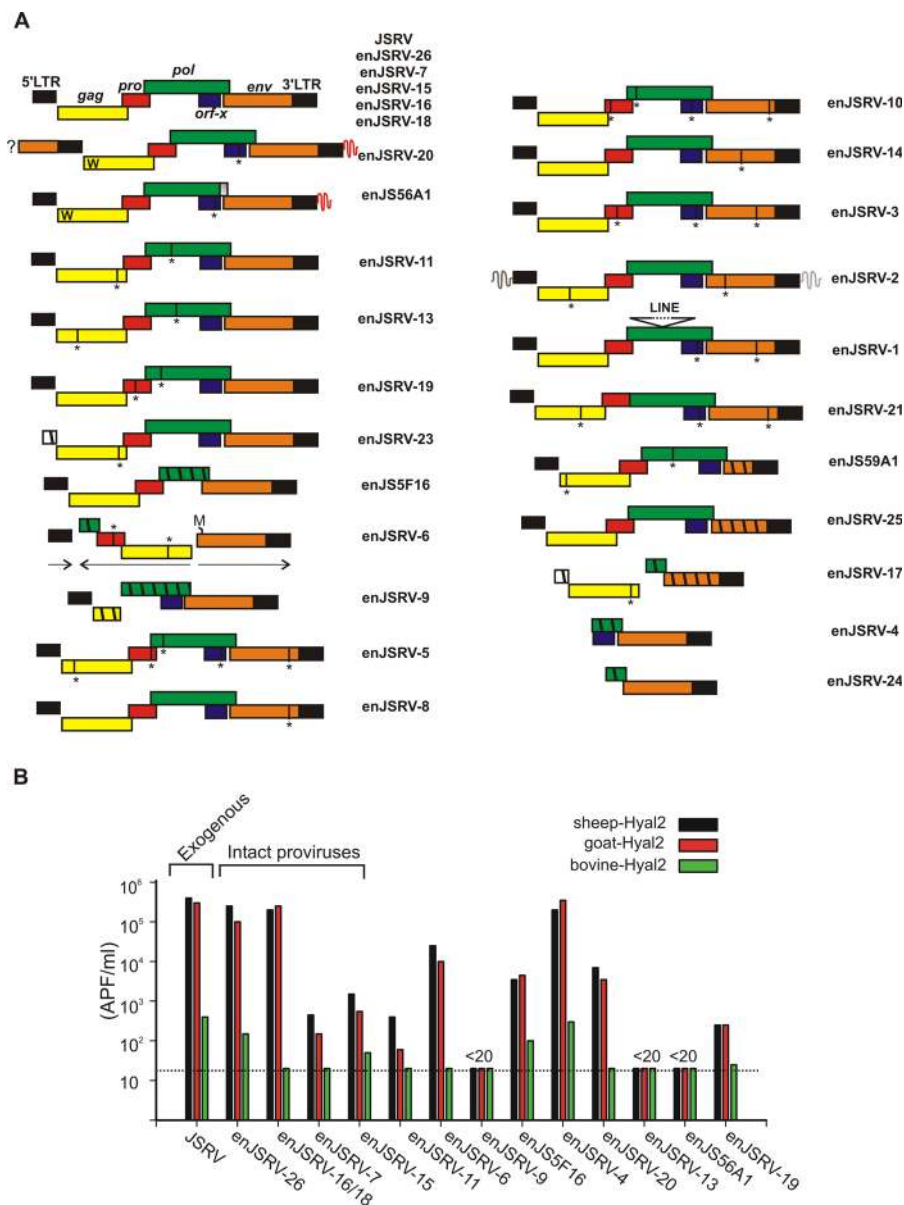 A
5'LTR
gag
pro
pol
orf-x
env
3'LTR
JSRV
enJSRV-26
enJSRV-7
enJSRV-15
enJSRV-16
enJSRV-18
?
W
*
enJSRV-20
W
*
enJS56A1
* *
enJSRV-11
* *
enJSRV-13
* *
enJSRV-19
*
enJSRV-23
enJS5F16
M
* *
enJSRV-6
enJSRV-9
* * * * *
enJSRV-5
*
enJSRV-8
* * * *
enJSRV-10
*
enJSRV-14
* * *
enJSRV-3
* *
enJSRV-2
LINE
* *
enJSRV-1
* * *
enJSRV-21
* *
enJS59A1
enJSRV-25
*
enJSRV-17
enJSRV-4
enJSRV-24
B
Exogenous
Intact proviruses
sheep-Hyal2
goat-Hyal2
bovine-Hyal2
(APF/ml)
10⁶
10⁵
10⁴
10³
10²
10
<20
<20
<20
JSRV
enJSRV-26
enJSRV-16/18
enJSRV-7
enJSRV-15
enJSRV-11
enJSRV-6
enJSRV-9
enJS5F16
enJSRV-4
enJSRV-20
enJSRV-13
enJS56A1
enJSRV-19